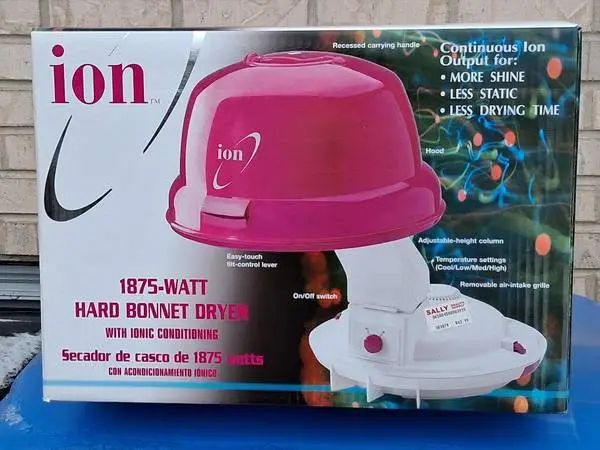 ion™
Recessed carrying handle
Continuous Ion
Output for:
• MORE SHINE
• LESS STATIC
• LESS DRYING TIME
ion
Hood
Adjustable-height column
Easy-touch
tilt-control lever
Temperature settings
(Cool/Low/Med/High)
Removable air-intake grille
On/Off switch
SALLY
1875-WATT
HARD BONNET DRYER
WITH IONIC CONDITIONING
Secador de casco de 1875 watts
CON ACONDICIONAMIENTO IÓNICO